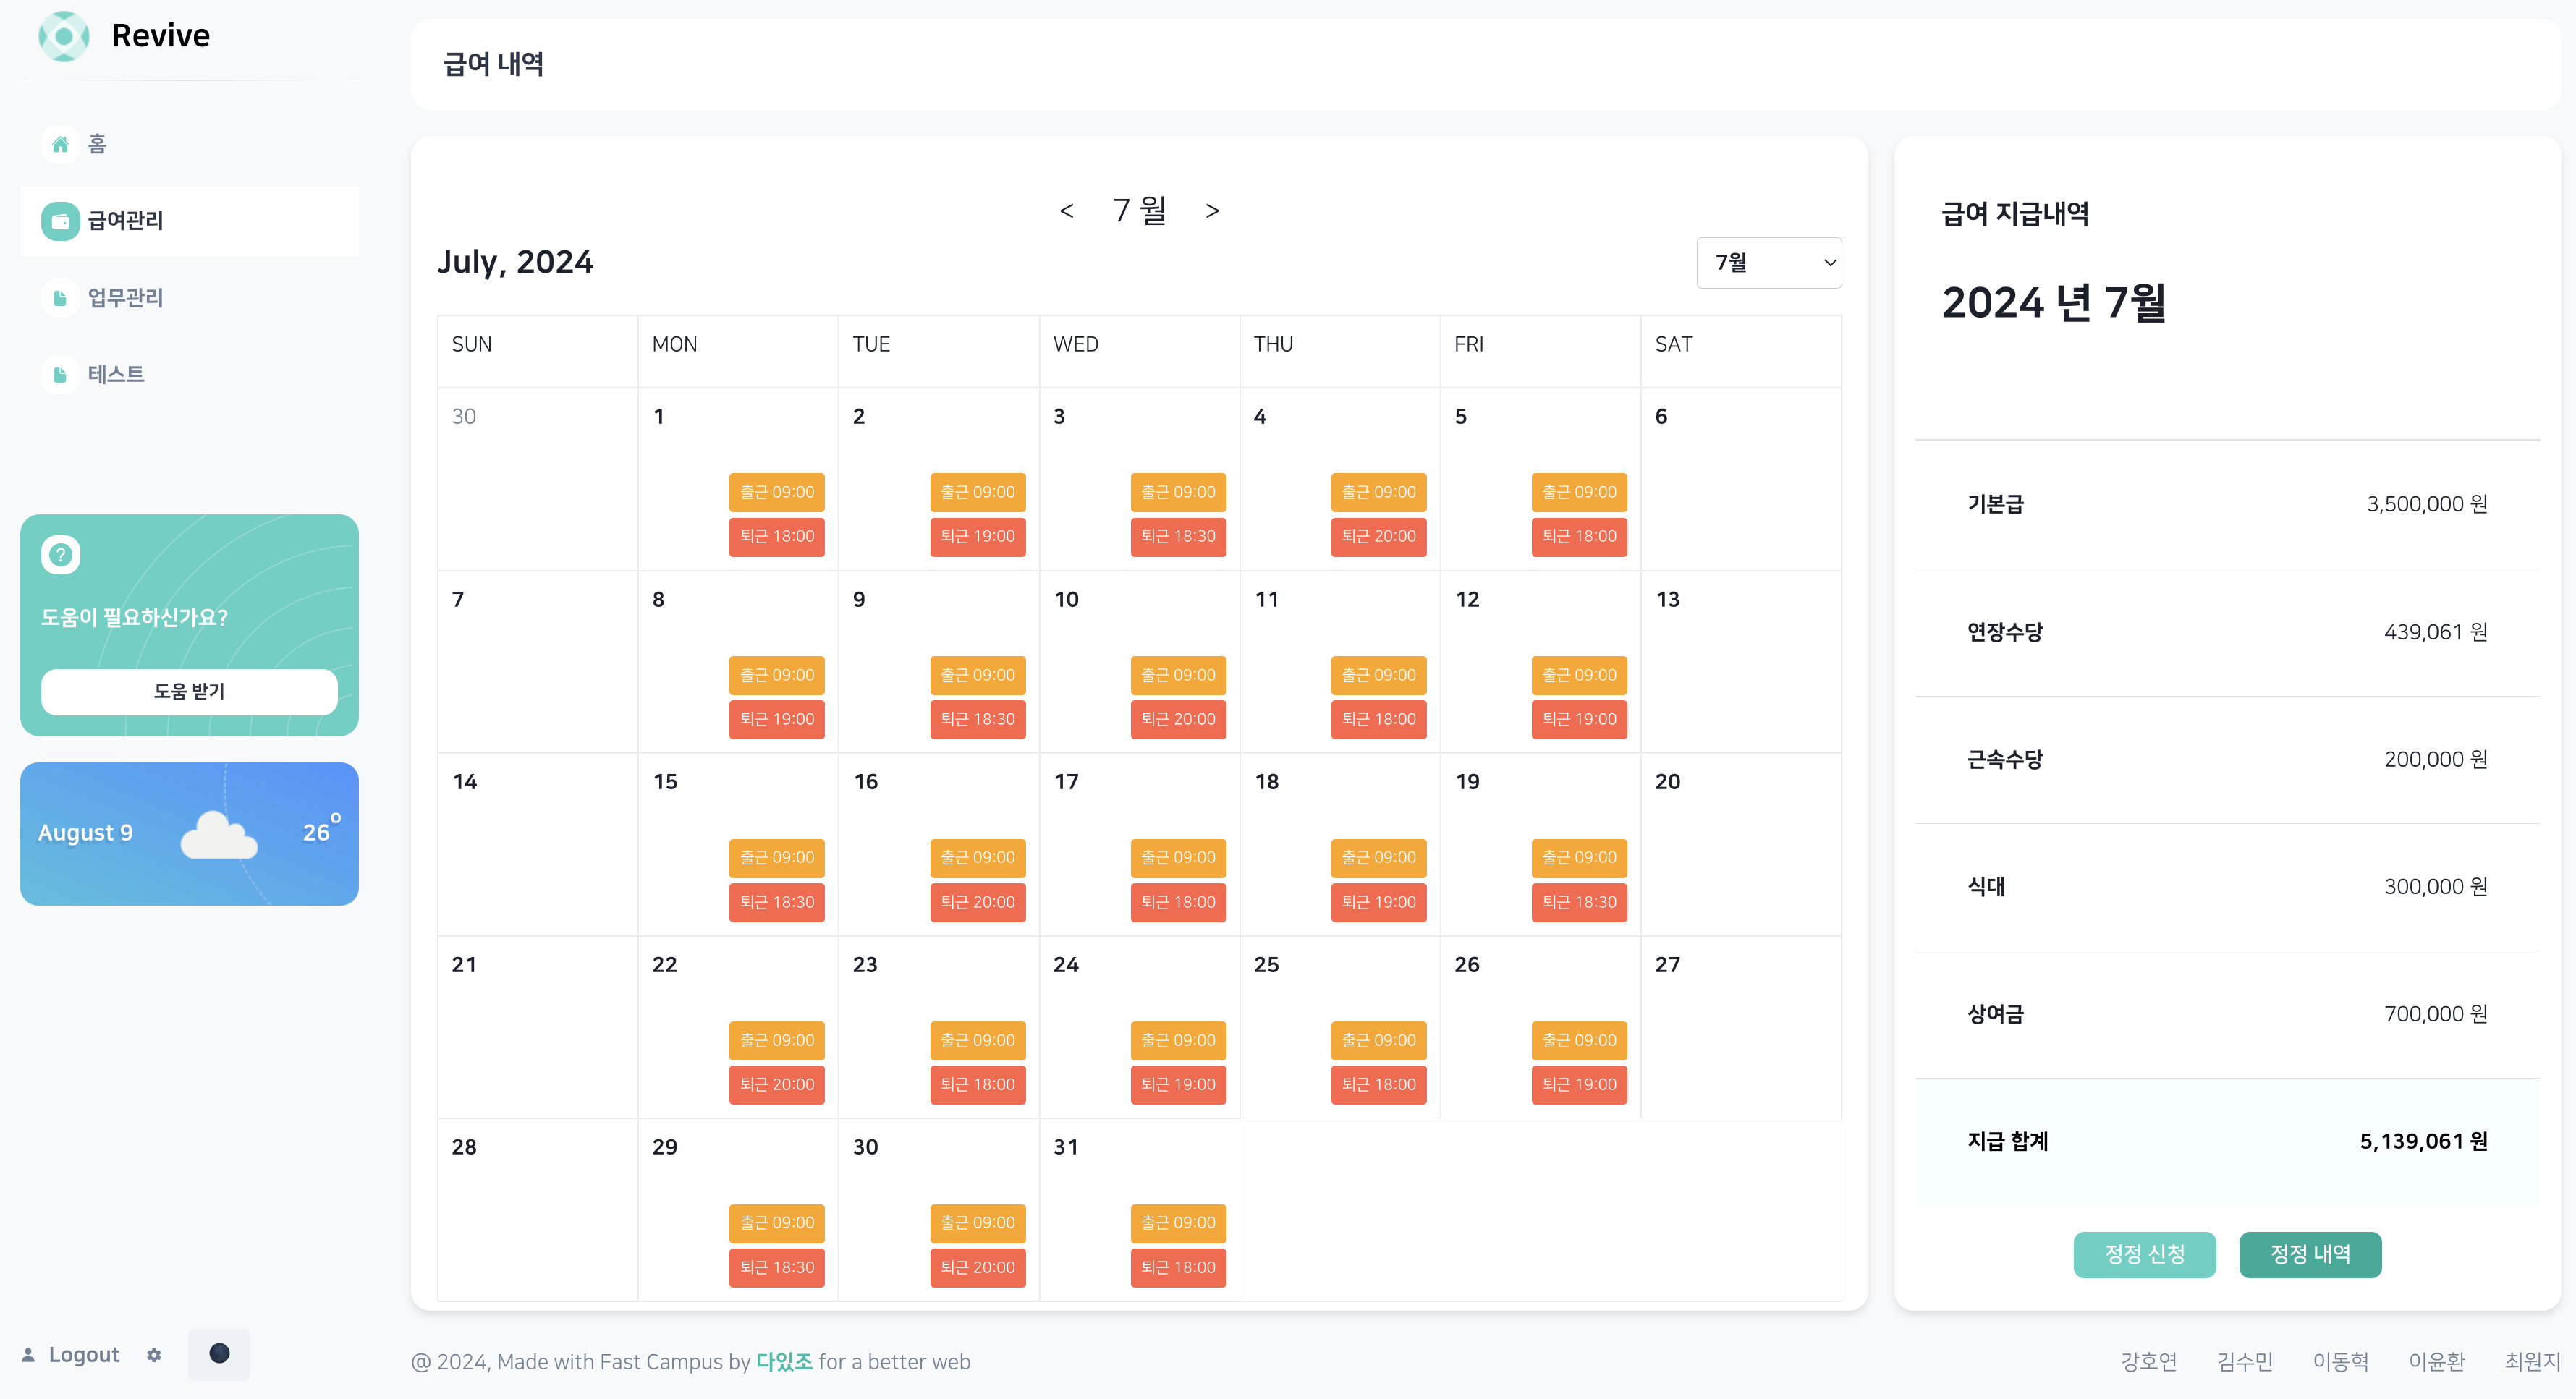 Revive
홈
급여관리
업무관리
테스트
?
도움이 필요하신가요?
도움 받기
August 9
26°
Logout
급여 내역
< 7 월 >
July, 2024
7월
SUN MON TUE WED THU FRI SAT
30 1 2 3 4 5 6
출근 09:00 출근 09:00 출근 09:00 출근 09:00 출근 09:00
퇴근 18:00 퇴근 19:00 퇴근 18:30 퇴근 20:00 퇴근 18:00
7 8 9 10 11 12 13
출근 09:00 출근 09:00 출근 09:00 출근 09:00 출근 09:00
퇴근 19:00 퇴근 18:30 퇴근 20:00 퇴근 18:00 퇴근 19:00
14 15 16 17 18 19 20
출근 09:00 출근 09:00 출근 09:00 출근 09:00 출근 09:00
퇴근 18:30 퇴근 20:00 퇴근 18:00 퇴근 19:00 퇴근 18:30
21 22 23 24 25 26 27
출근 09:00 출근 09:00 출근 09:00 출근 09:00 출근 09:00
퇴근 20:00 퇴근 18:00 퇴근 19:00 퇴근 18:00 퇴근 19:00
28 29 30 31
출근 09:00 출근 09:00 출근 09:00
퇴근 18:30 퇴근 20:00 퇴근 18:00
급여 지급내역
2024 년 7월
기본급 3,500,000 원
연장수당 439,061 원
근속수당 200,000 원
식대 300,000 원
상여금 700,000 원
지급 합계 5,139,061 원
정정 신청 정정 내역
@ 2024, Made with Fast Campus by 다있조 for a better web
강호연 김수민 이동혁 이윤환 최원지